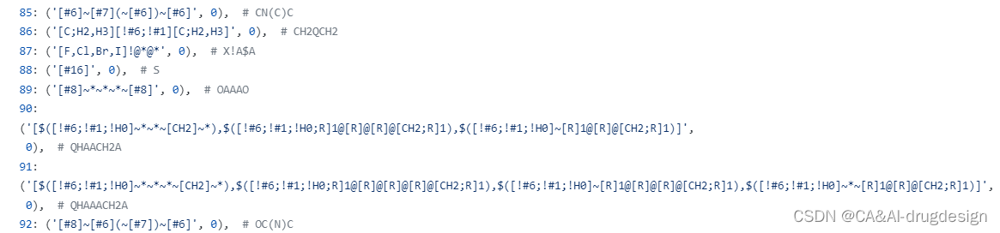 85: ('[#6]~[#7](~[#6])~[#6]', 0),  # CN(C)C
86: ('[C;H2,H3][!#6;!#1][C;H2,H3]', 0),  # CH2QCH2
87: ('[F,Cl,Br,I]!@*@*', 0),  # X!A$A
88: ('[#16]', 0),  # S
89: ('[#8]~*~*~*~[#8]', 0),  # OAAAO
90:
('[$([!#6;!#1;!H0]~*~*~[CH2]~*),$([!#6;!#1;!H0;R]1@[R]@[R]@[CH2;R]1),$([!#6;!#1;!H0]~[R]1@[R]@[CH2;R]1)]',
0),  # QHAACH2A
91:
('[$([!#6;!#1;!H0]~*~*~*~[CH2]~*),$([!#6;!#1;!H0;R]1@[R]@[R]@[R]@[CH2;R]1),$([!#6;!#1;!H0]~[R]1@[R]@[R]@[CH2;R]1),$([!#6;!#1;!H0]~*~[R]1@[R]@[CH2;R]1)]',
0),  # QHAAACH2A
92: ('[#8]~[#6](~[#7])~[#6]', 0),  # OC(N)C
CSDN @CA&AI-drugdesign